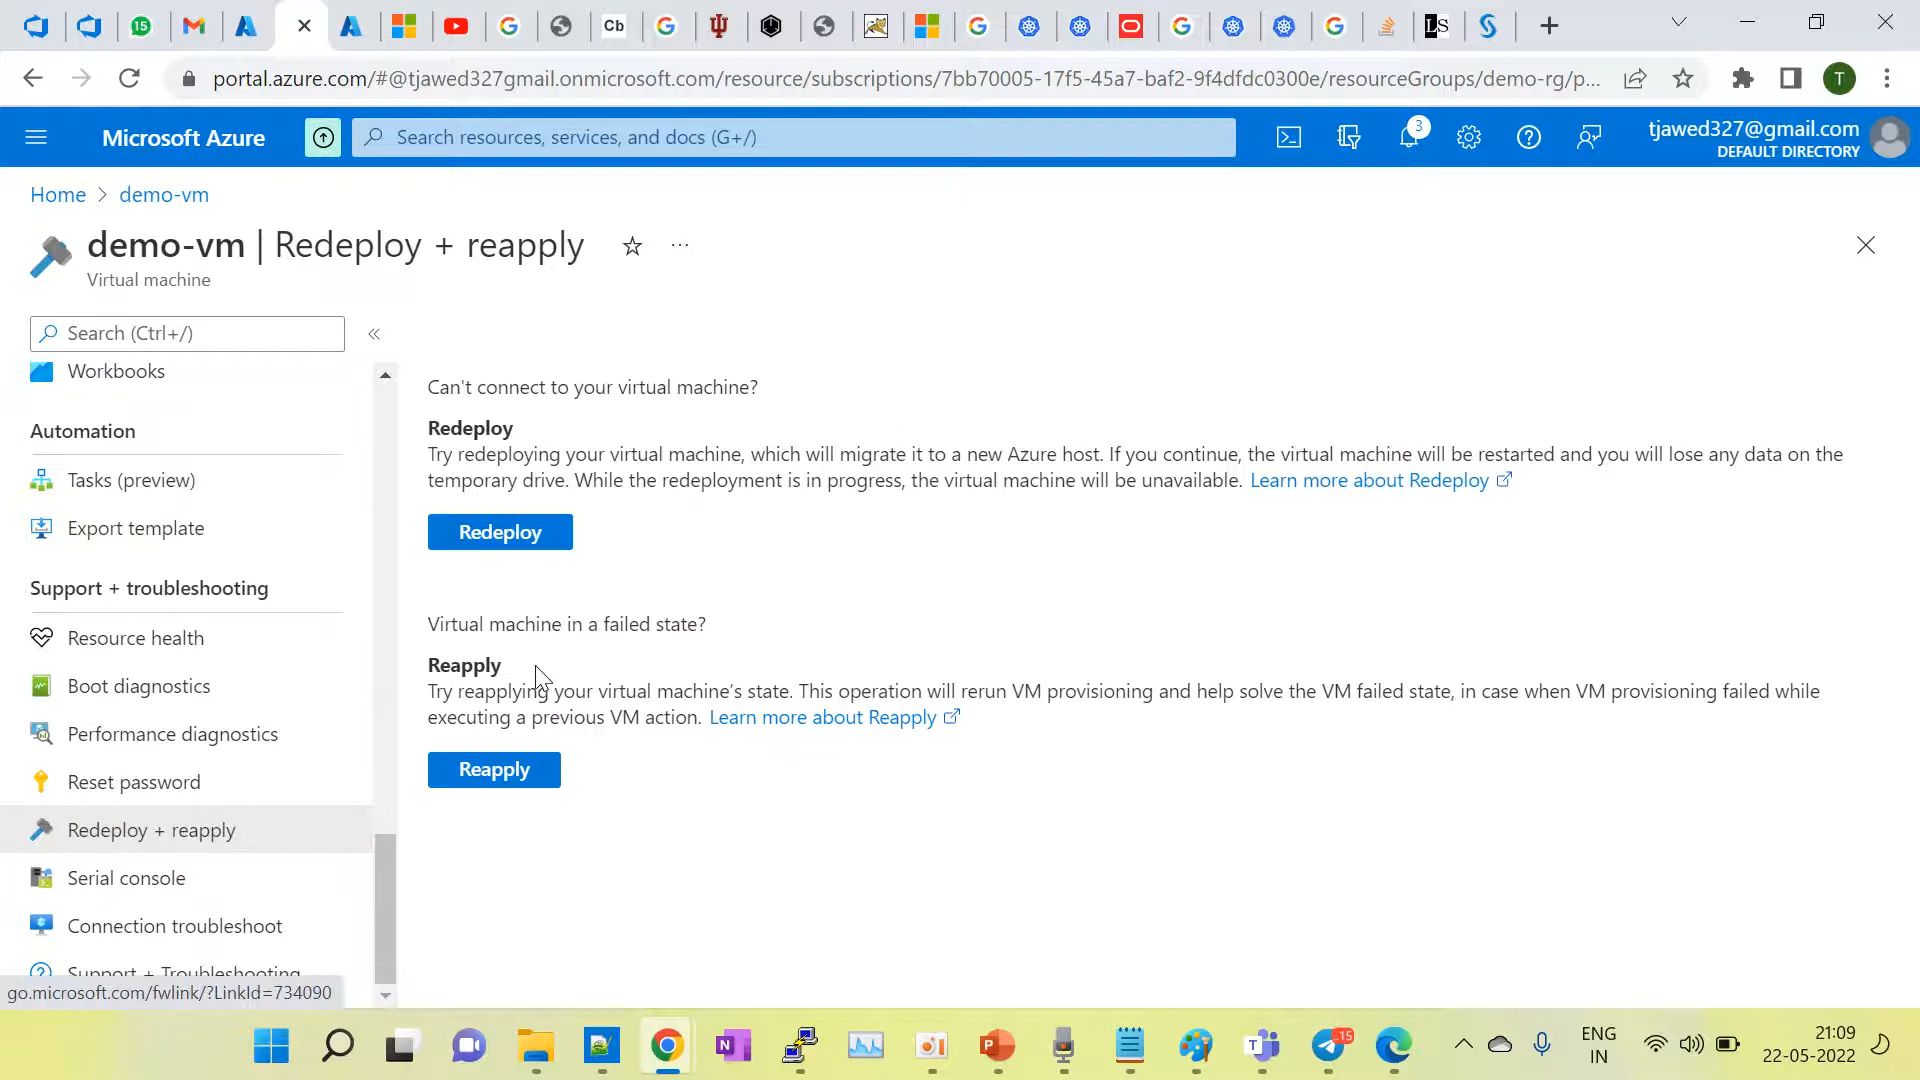 15
Cb
LS
portal.azure.com/#@tjawed327gmail.onmicrosoft.com/resource/subscriptions/7bb70005-17f5-45a7-baf2-9f4dfdc0300e/resourceGroups/demo-rg/p...
T
Microsoft Azure
Search resources, services, and docs (G+/)
3
tjawed327@gmail.com
DEFAULT DIRECTORY
Home > demo-vm
demo-vm | Redeploy + reapply
Virtual machine
Search (Ctrl+/)
Workbooks
Automation
Tasks (preview)
Export template
Support + troubleshooting
Resource health
Boot diagnostics
Performance diagnostics
Reset password
Redeploy + reapply
Serial console
Connection troubleshoot
Support + Troubleshooting
go.microsoft.com/fwlink/?LinkId=734090
Can't connect to your virtual machine?
Redeploy
Try redeploying your virtual machine, which will migrate it to a new Azure host. If you continue, the virtual machine will be restarted and you will lose any data on the
temporary drive. While the redeployment is in progress, the virtual machine will be unavailable. Learn more about Redeploy
Redeploy
Virtual machine in a failed state?
Reapply
Try reapplying your virtual machine's state. This operation will rerun VM provisioning and help solve the VM failed state, in case when VM provisioning failed while
executing a previous VM action. Learn more about Reapply
Reapply
15
ENG
IN
21:09
22-05-2022